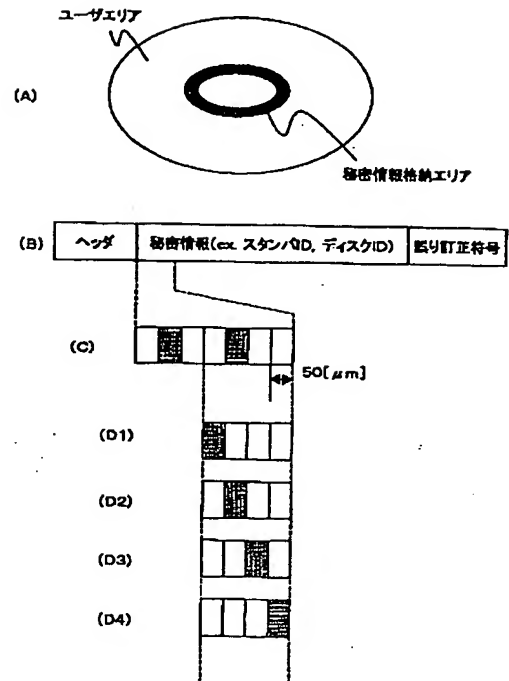 ユーザエリア
(A)
秘密情報格納エリア
(B) ヘッダ 秘密情報(ex. スタンパID, ディスクID) 誤り訂正符号
(C)
50[μm]
(D1)
(D2)
(D3)
(D4)